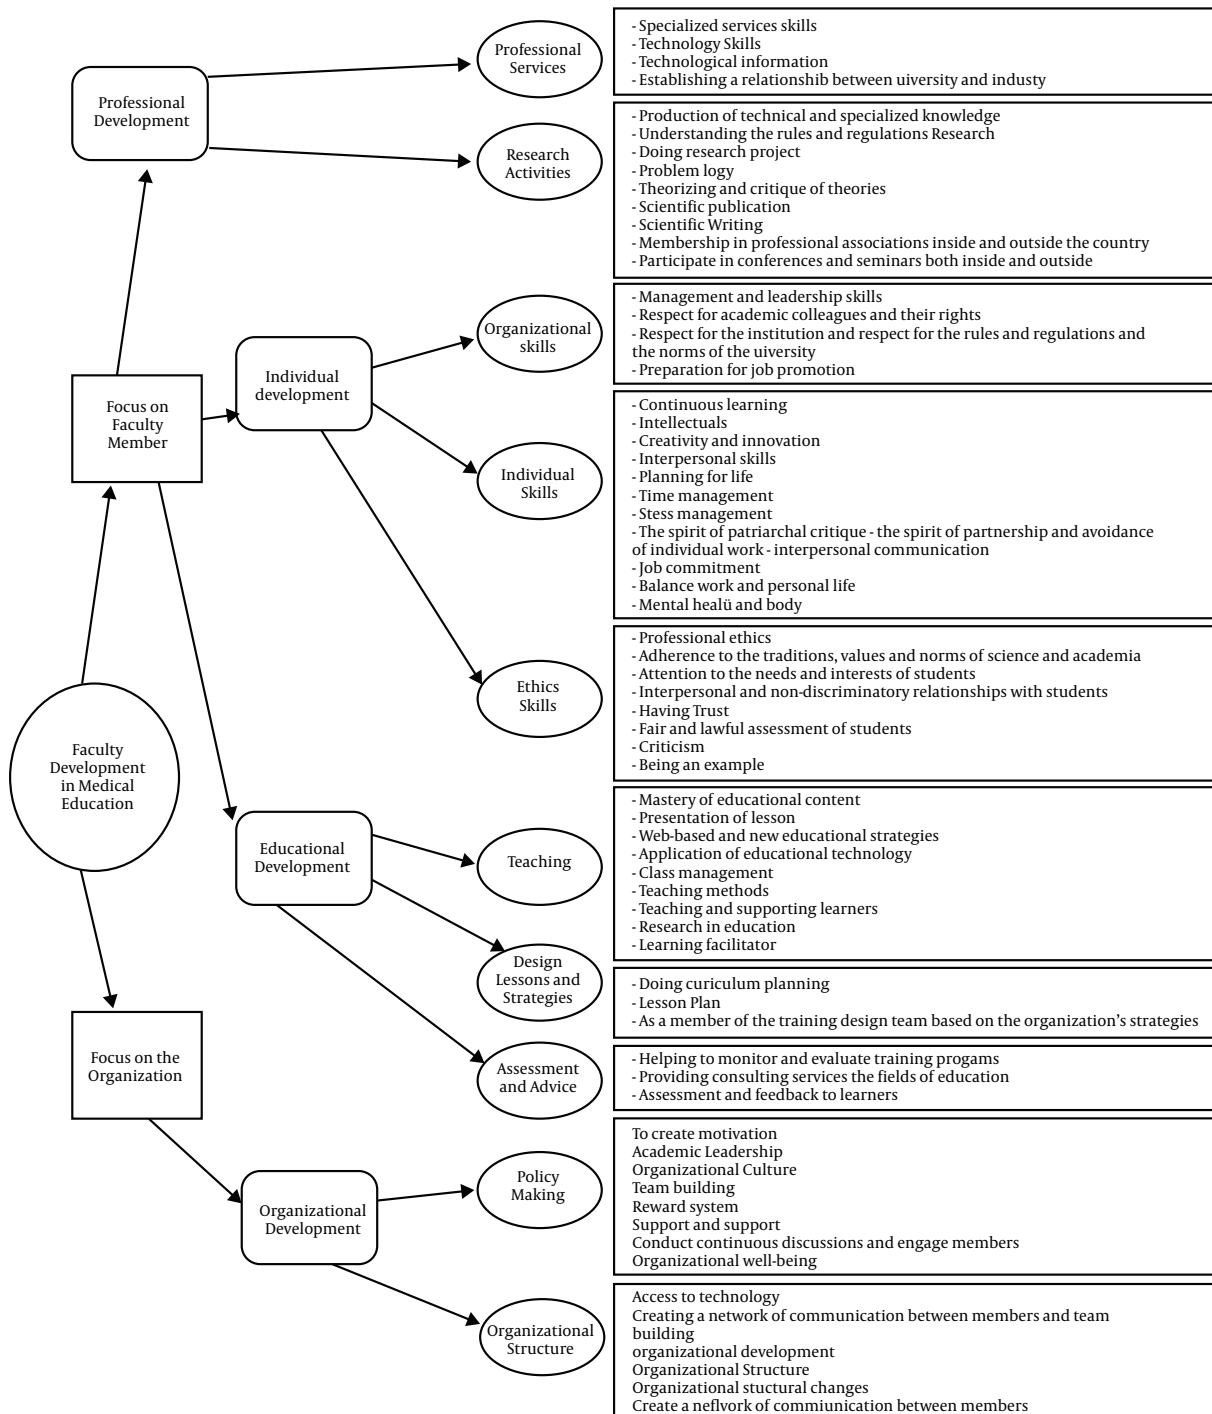 Professional
Services
- Specialized services skills
- Technology Skills
- Technological information
- Establishing a relationshib between uiversity and industy
Professional
Development
Research
Activities
- Production of technical and specialized knowledge
- Understanding the rules and regulations Research
- Doing research project
- Problem logy
- Theorizing and critique of theories
- Scientific publication
- Scientific Writing
- Membership in professional associations inside and outside the country
- Participate in conferences and seminars both inside and outside
Organizational
skills
- Management and leadership skills
- Respect for academic colleagues and their rights
- Respect for the institution and respect for the rules and regulations and
the norms of the uiversity
- Preparation for job promotion
Individual
development
Focus on
Faculty
Member
Individual
Skills
- Continuous learning
- Intellectuals
- Creativity and innovation
- Interpersonal skills
- Planning for life
- Time management
- Stess management
- The spirit of patriarchal critique - the spirit of partnership and avoidance
of individual work - interpersonal communication
- Job commitment
- Balance work and personal life
- Mental healü and body
Ethics
Skills
- Professional ethics
- Adherence to the traditions, values and norms of science and academia
- Attention to the needs and interests of students
- Interpersonal and non-discriminatory relationships with students
- Having Trust
- Fair and lawful assessment of students
- Criticism
- Being an example
Faculty
Development
in Medical
Education
Educational
Development
Teaching
- Mastery of educational content
- Presentation of lesson
- Web-based and new educational strategies
- Application of educational technology
- Class management
- Teaching methods
- Teaching and supporting learners
- Research in education
- Learning facilitator
Design
Lessons and
Strategies
- Doing curiculum planning
- Lesson Plan
- As a member of the training design team based on the organization's strategies
Focus on the
Organization
Assessment
and Advice
- Helping to monitor and evaluate training progams
- Providing consulting services the fields of education
- Assessment and feedback to learners
Policy
Making
To create motivation
Academic Leadership
Organizational Culture
Team building
Reward system
Support and support
Conduct continuous discussions and engage members
Organizational well-being
Organizational
Development
Organizational
Structure
Access to technology
Creating a network of communication between members and team
building
organizational development
Organizational Structure
Organizational stuctural changes
Create a neflvork of commiunication between members